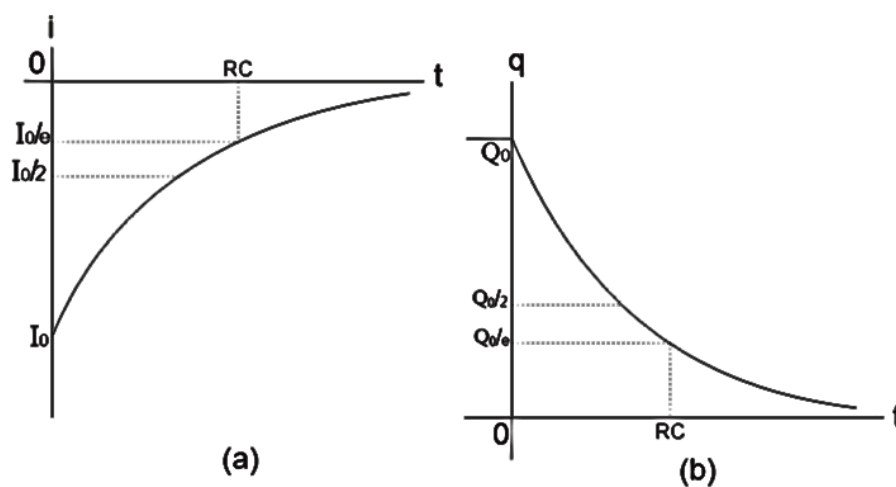 i
0
RC
t
I₀/e
I₀/2
I₀
(a)
q
Q₀
Q₀/2
Q₀/e
0
RC
t
(b)